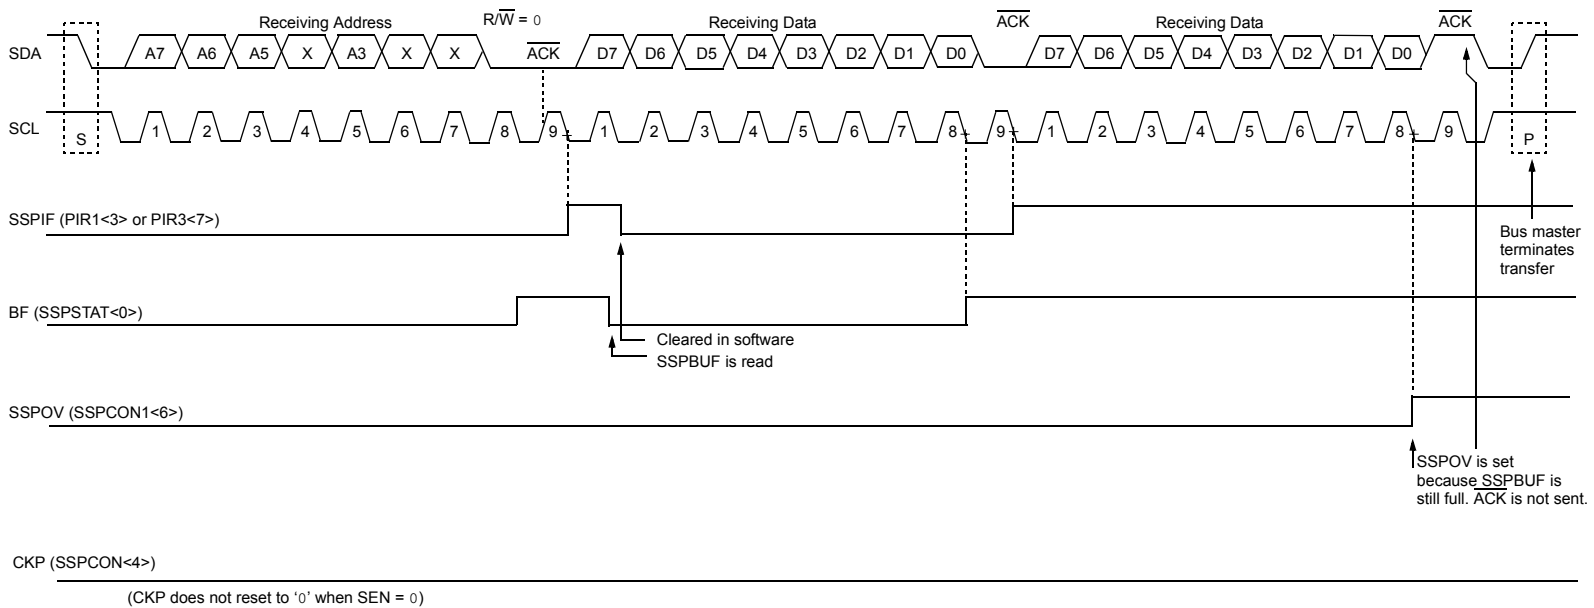 Receiving Address R/W = 0 Receiving Data ACK Receiving Data ACK
SDA A7 A6 A5 X A3 X X ACK D7 D6 D5 D4 D3 D2 D1 D0 D7 D6 D5 D4 D3 D2 D1 D0
SCL S 1 2 3 4 5 6 7 8 9 1 2 3 4 5 6 7 8 9 1 2 3 4 5 6 7 8 9 P
SSPIF (PIR1<3> or PIR3<7>)
Bus master
terminates
transfer
BF (SSPSTAT<0>)
Cleared in software
SSPBUF is read
SSPOV (SSPCON1<6>)
SSPOV is set
because SSPBUF is
still full. ACK is not sent.
CKP (SSPCON<4>)
(CKP does not reset to ‘0’ when SEN = 0)